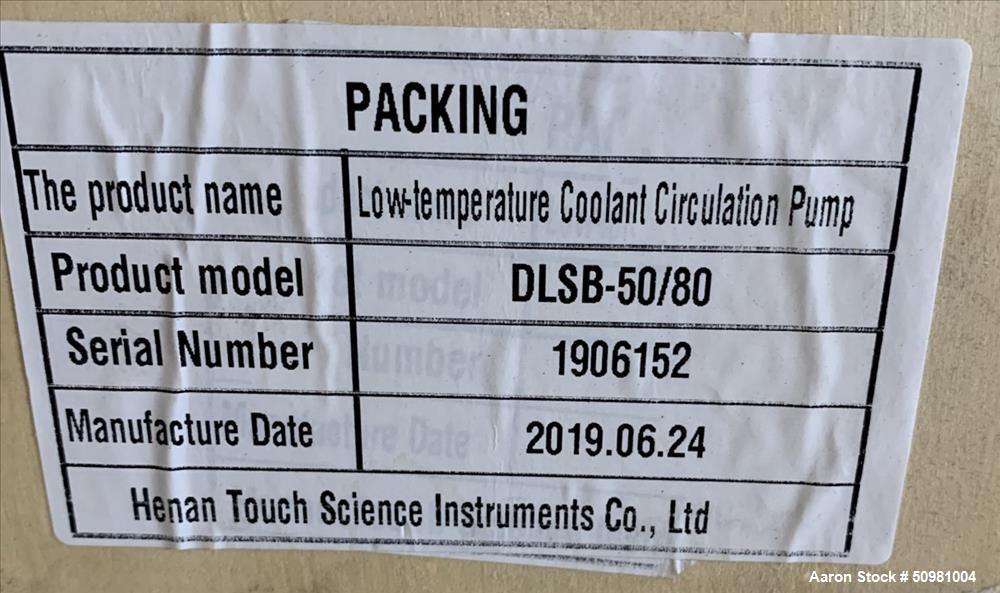 PACKING
The product name Low-temperature Coolant Circulation Pump
Product model DLSB-50/80
Serial Number 1906152
Manufacture Date 2019.06.24
Henan Touch Science Instruments Co., Ltd
Aaron Stock # 50981004